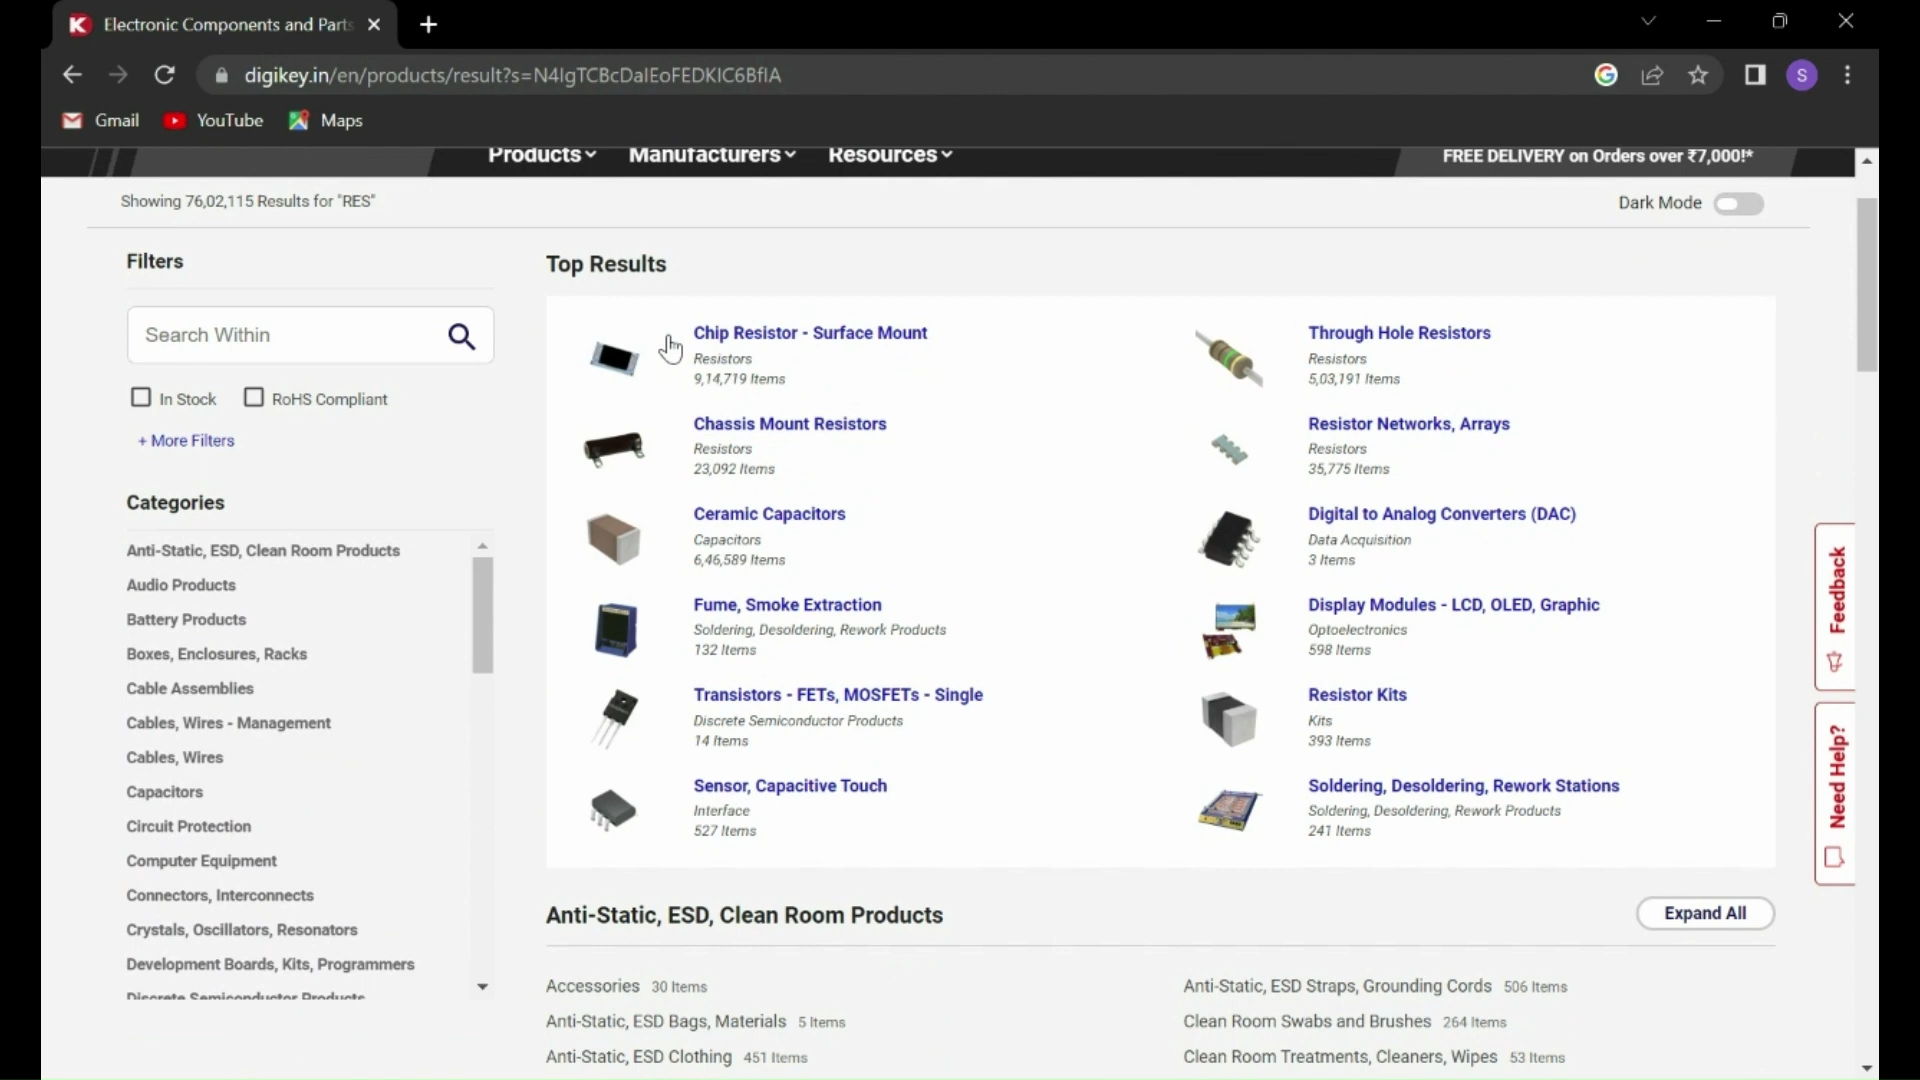 Electronic Components and Parts
digikey.in/en/products/result?s=N4IgTCBcDaIEoFEDKIC6BfIA
S
Gmail
YouTube
Maps
Products
Manufacturers
Resources
FREE DELIVERY on Orders over ₹7,000!*
Showing 76,02,115 Results for "RES"
Dark Mode
Filters
Search Within
In Stock
RoHS Compliant
+ More Filters
Categories
Anti-Static, ESD, Clean Room Products
Audio Products
Battery Products
Boxes, Enclosures, Racks
Cable Assemblies
Cables, Wires - Management
Cables, Wires
Capacitors
Circuit Protection
Computer Equipment
Connectors, Interconnects
Crystals, Oscillators, Resonators
Development Boards, Kits, Programmers
Discrete Semiconductor Products
Top Results
Chip Resistor - Surface Mount
Resistors
9,14,719 Items
Through Hole Resistors
Resistors
5,03,191 Items
Chassis Mount Resistors
Resistors
23,092 Items
Resistor Networks, Arrays
Resistors
35,775 Items
Ceramic Capacitors
Capacitors
6,46,589 Items
Digital to Analog Converters (DAC)
Data Acquisition
3 Items
Fume, Smoke Extraction
Soldering, Desoldering, Rework Products
132 Items
Display Modules - LCD, OLED, Graphic
Optoelectronics
598 Items
Transistors - FETs, MOSFETs - Single
Discrete Semiconductor Products
14 Items
Resistor Kits
Kits
393 Items
Sensor, Capacitive Touch
Interface
527 Items
Soldering, Desoldering, Rework Stations
Soldering, Desoldering, Rework Products
241 Items
Anti-Static, ESD, Clean Room Products
Expand All
Accessories 30 Items
Anti-Static, ESD Straps, Grounding Cords 506 Items
Anti-Static, ESD Bags, Materials 5 Items
Clean Room Swabs and Brushes 264 Items
Anti-Static, ESD Clothing 451 Items
Clean Room Treatments, Cleaners, Wipes 53 Items
Feedback
Need Help?